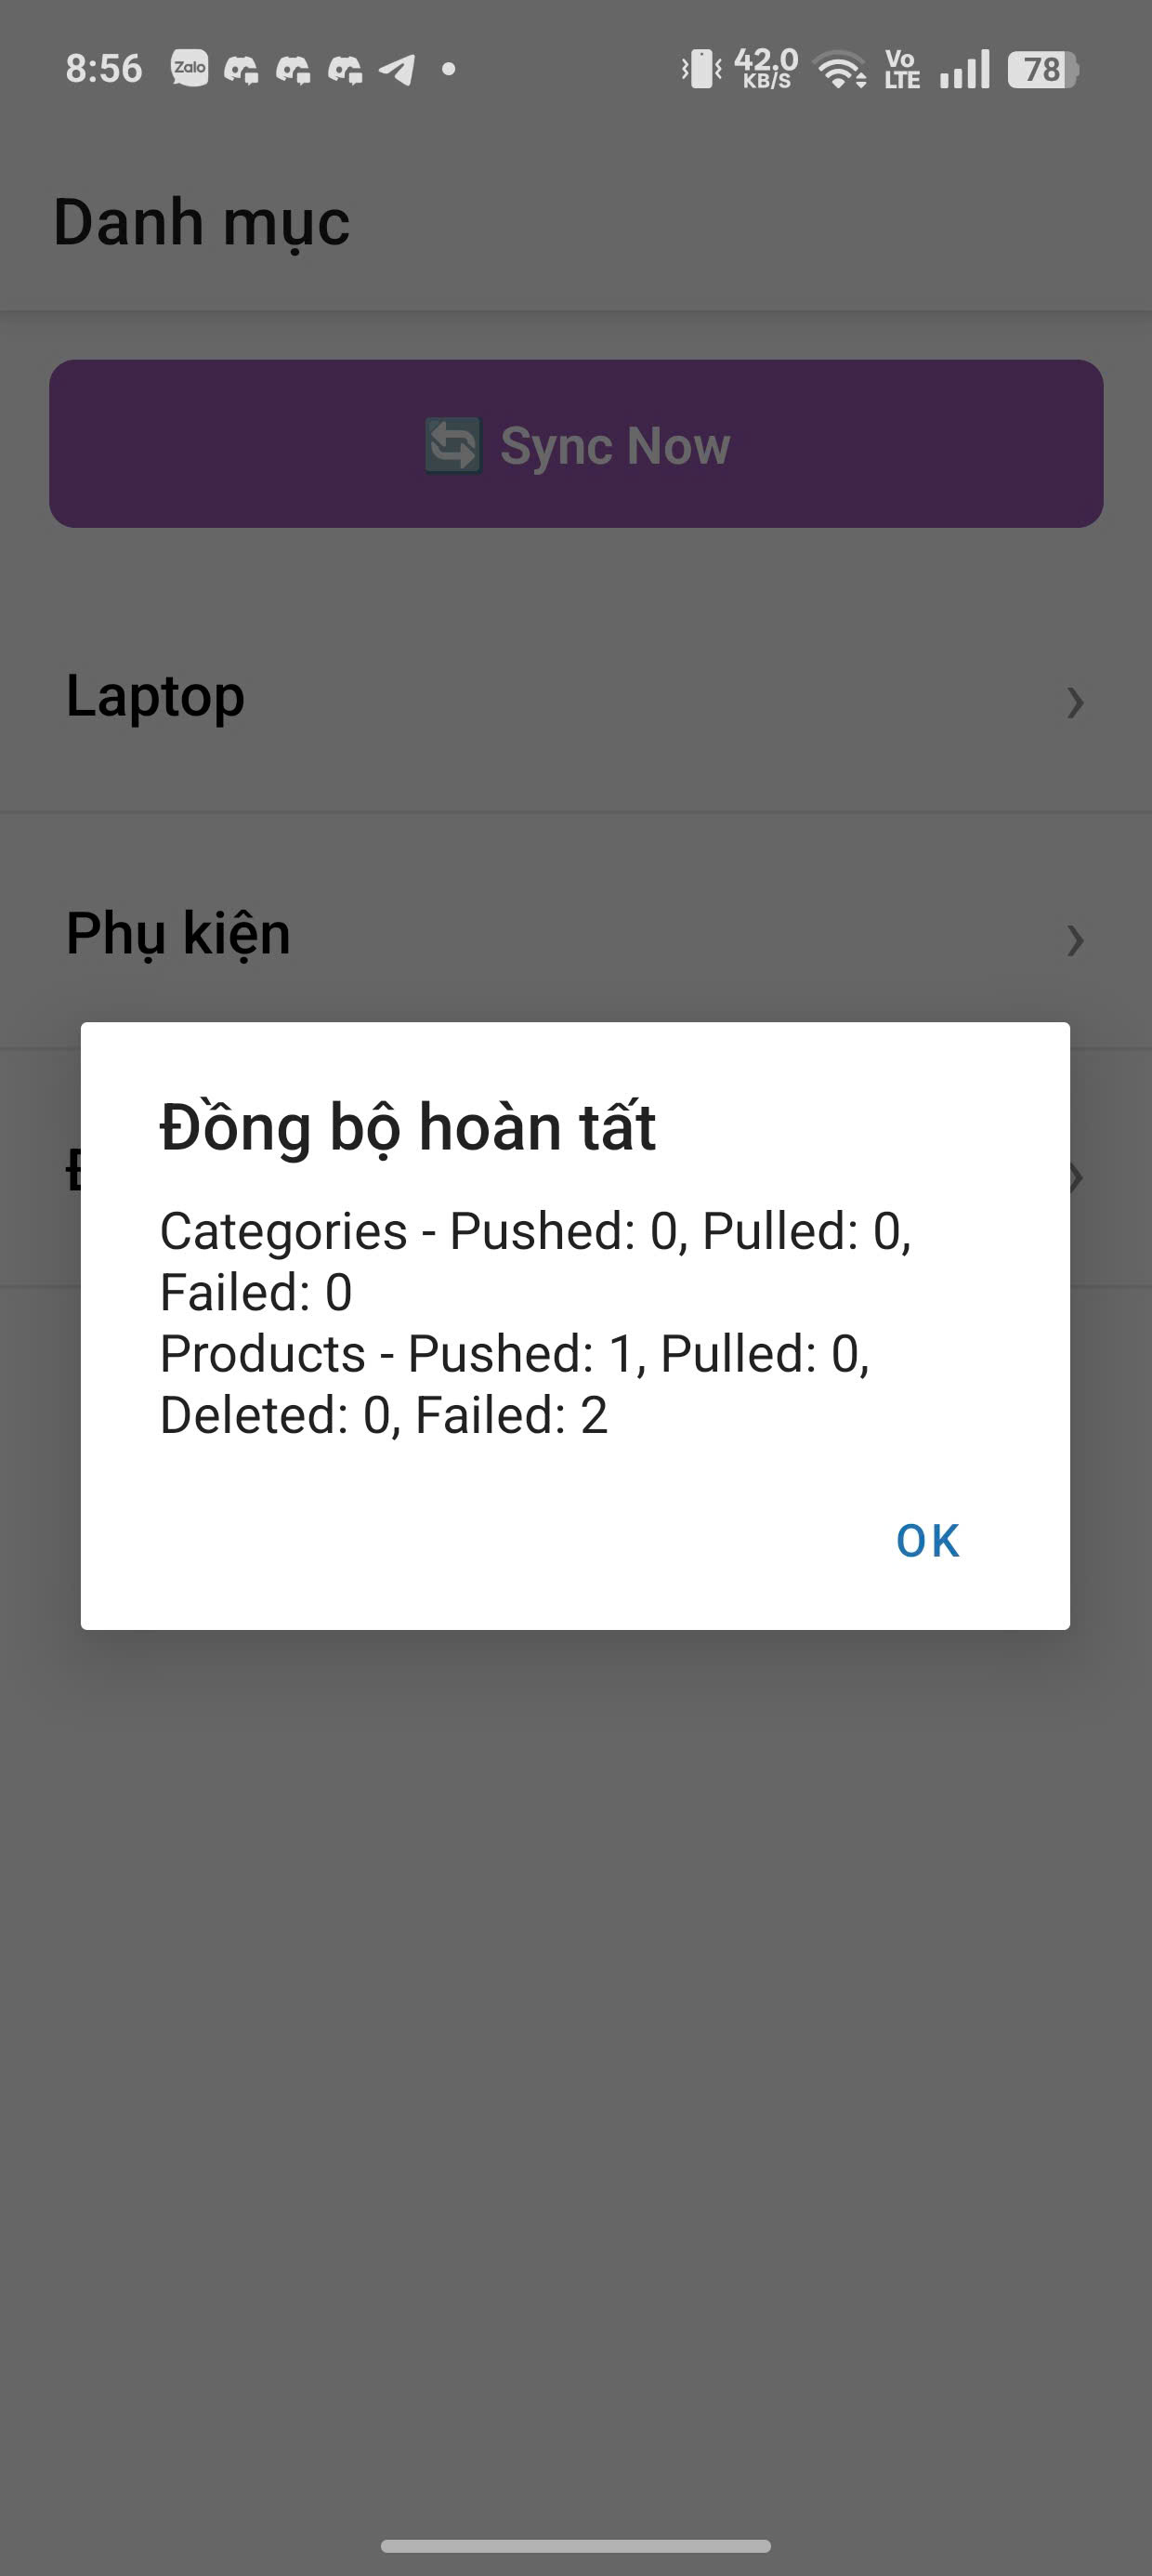 8:56 Zalo 42.0 KB/S Vo LTE 78
Danh mục
Sync Now
Laptop
Phụ kiện
Đồng bộ hoàn tất
Categories - Pushed: 0, Pulled: 0,
Failed: 0
Products - Pushed: 1, Pulled: 0,
Deleted: 0, Failed: 2
OK